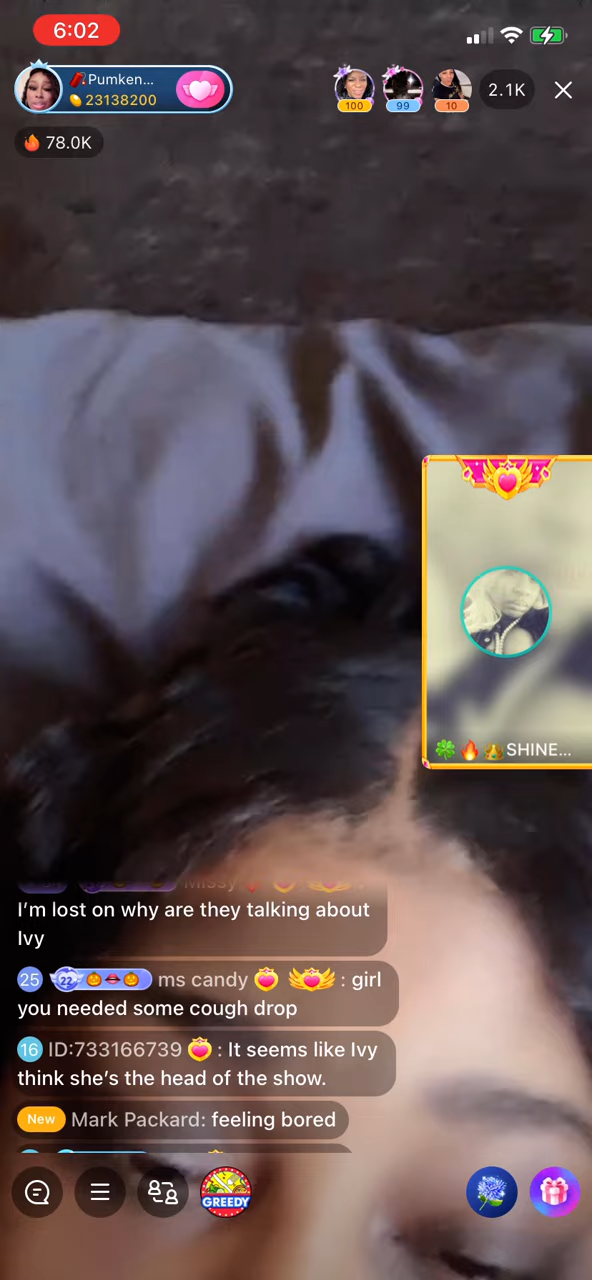 6:02
Pumken...
23138200
100
99
10
2.1K
78.0K
SHINE...
Missy :
I'm lost on why are they talking about
Ivy
25 22 ms candy : girl
you needed some cough drop
16 ID:733166739 : It seems like Ivy
think she's the head of the show.
New Mark Packard: feeling bored
GREEDY